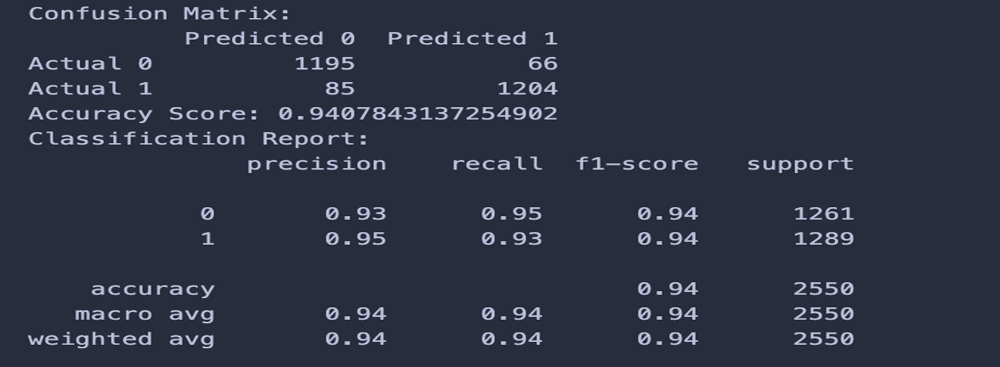 Confusion Matrix:
Predicted 0 Predicted 1
Actual 0 1195 66
Actual 1 85 1204
Accuracy Score: 0.9407843137254902
Classification Report:
precision recall f1-score support
0 0.93 0.95 0.94 1261
1 0.95 0.93 0.94 1289
accuracy 0.94 2550
macro avg 0.94 0.94 0.94 2550
weighted avg 0.94 0.94 0.94 2550